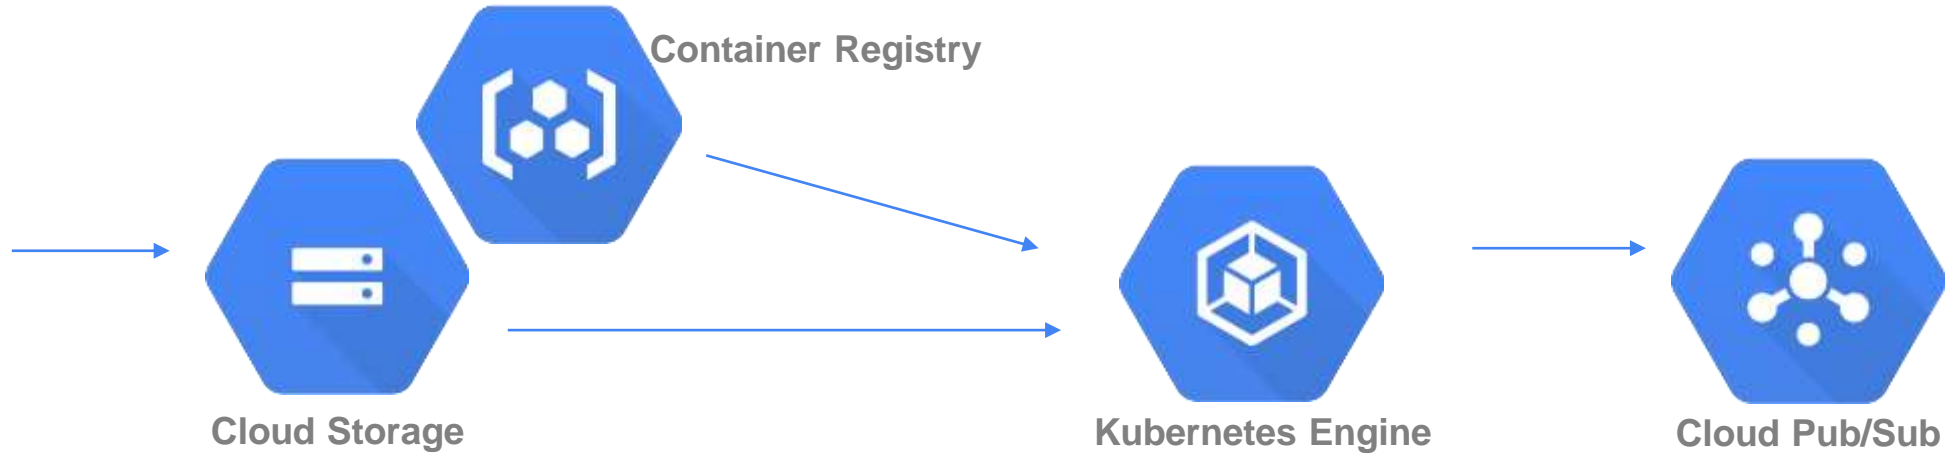 Container Registry
Cloud Storage
Kubernetes Engine
Cloud Pub/Sub